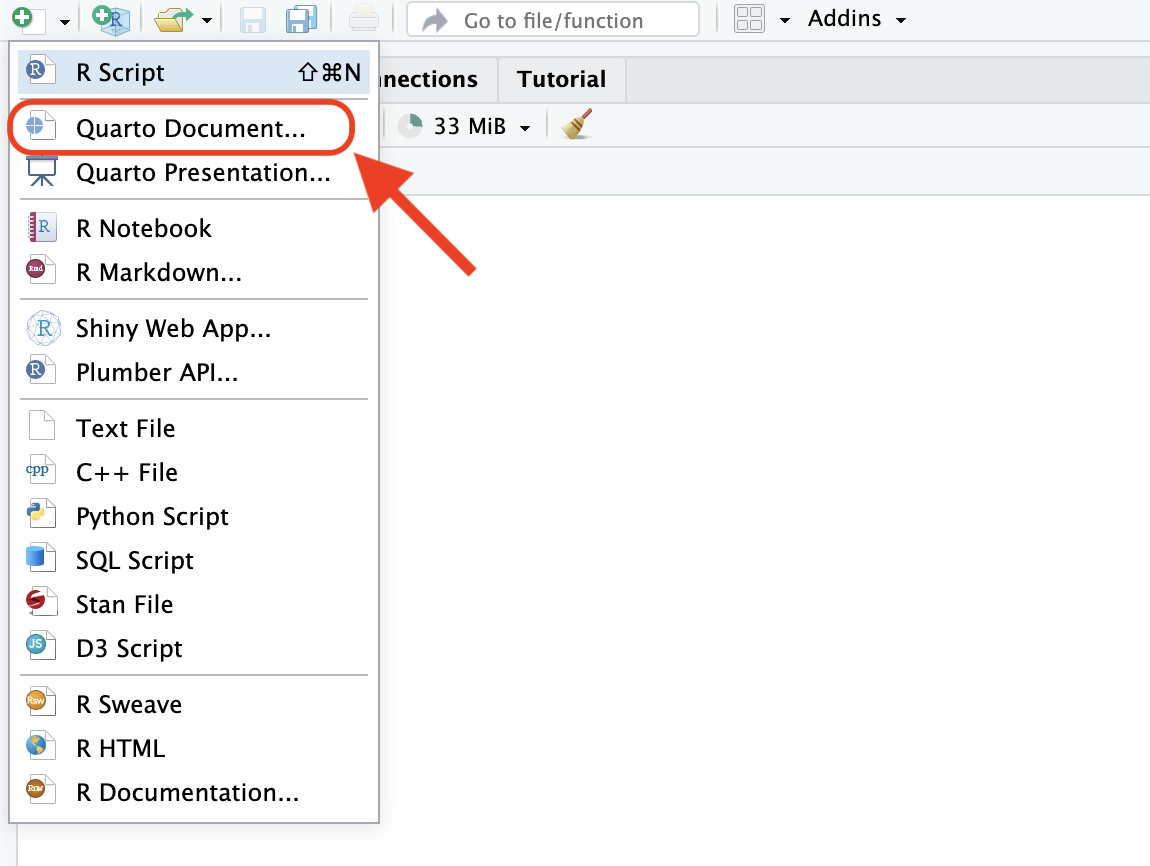 Go to file/function
Addins
R Script ⇧⌘N
nnections
Tutorial
Quarto Document...
33 MiB
Quarto Presentation...
R Notebook
R Markdown...
Shiny Web App...
Plumber API...
Text File
C++ File
Python Script
SQL Script
Stan File
D3 Script
R Sweave
R HTML
R Documentation...